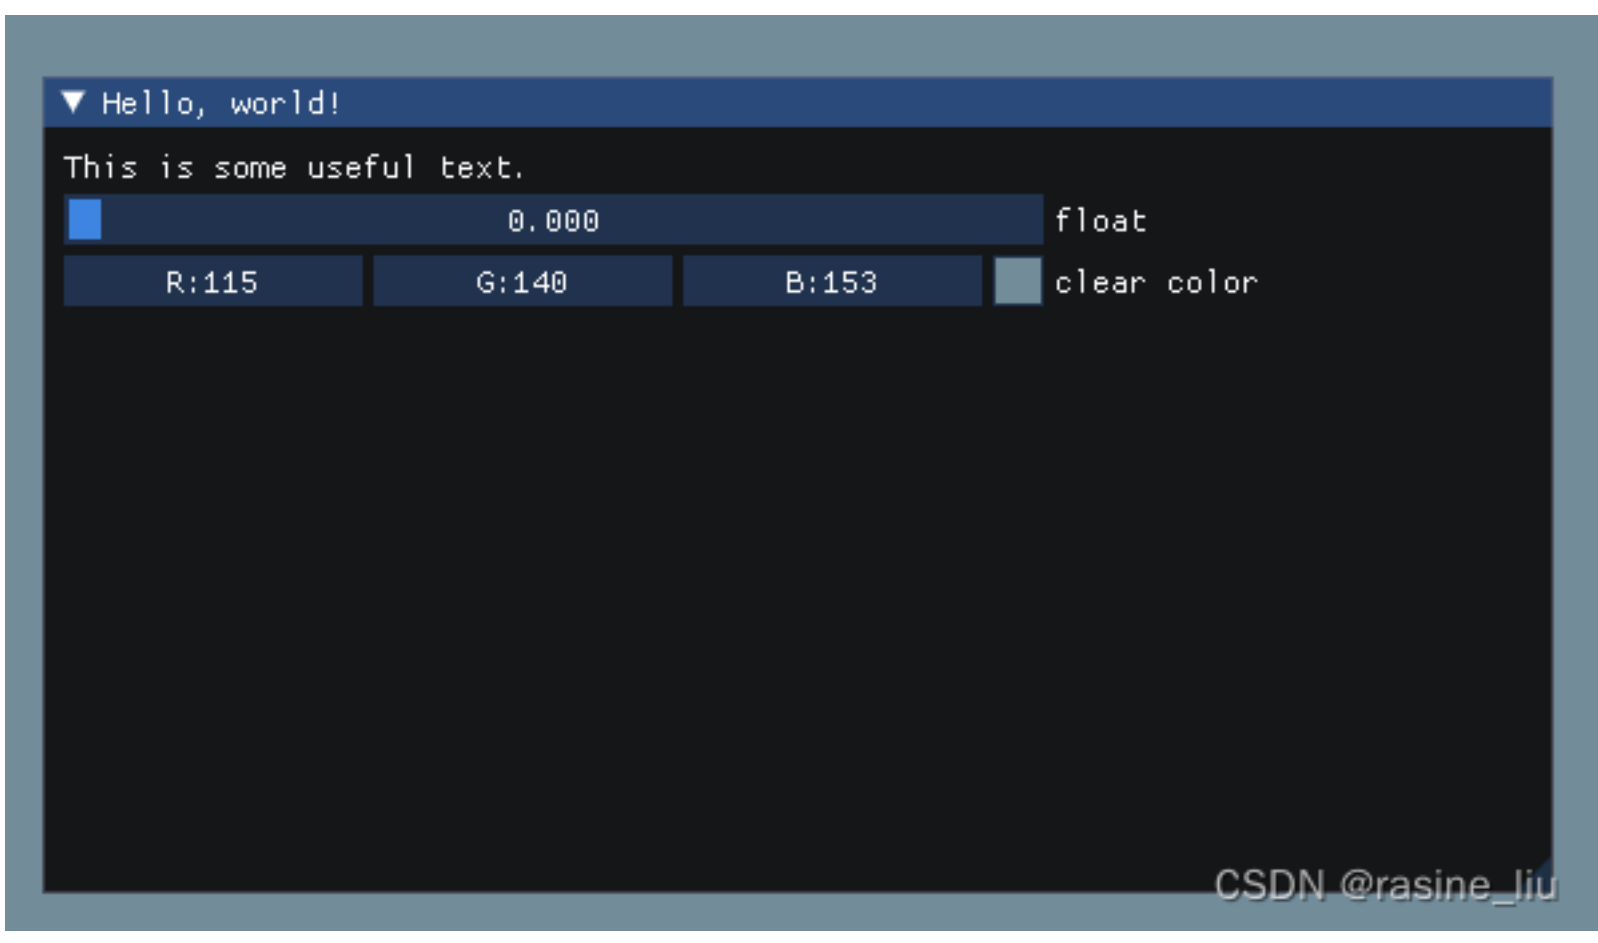 Hello, world!
This is some useful text.
0.000 float
R:115 G:140 B:153 clear color
CSDN @rasine_liu